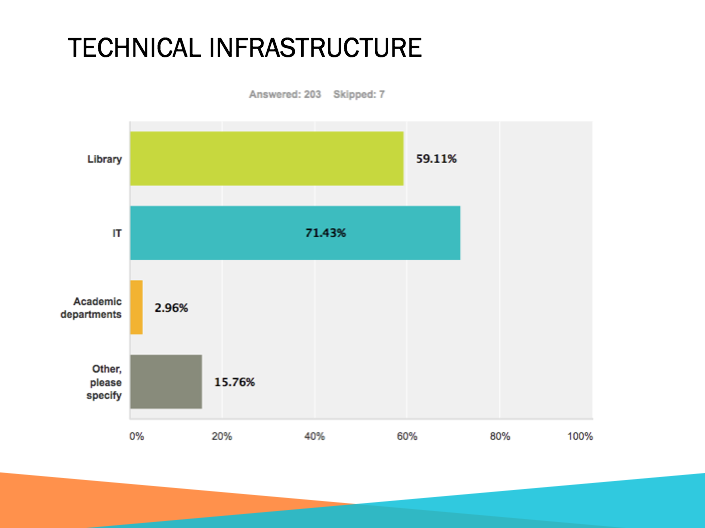 TECHNICAL INFRASTRUCTURE
Answered: 203 Skipped: 7
Library 59.11%
IT 71.43%
Academic
departments 2.96%
Other,
please
specify 15.76%
0% 20% 40% 60% 80% 100%